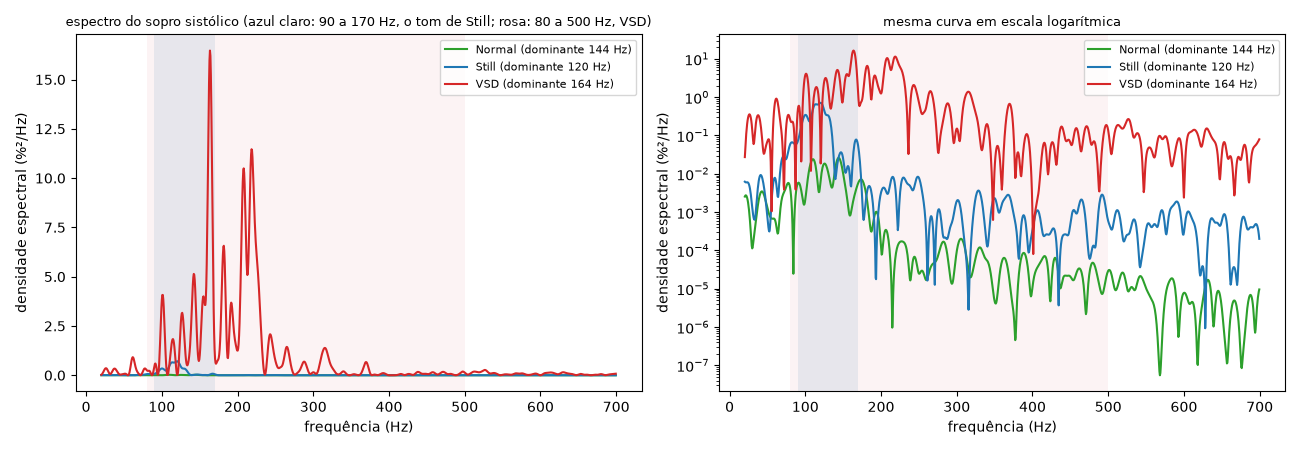 espectro do sopro sistólico (azul claro: 90 a 170 Hz, o tom de Still; rosa: 80 a 500 Hz, VSD)
densidade espectral (%²/Hz)
15.0
12.5
10.0
7.5
5.0
2.5
0.0
Normal (dominante 144 Hz)
Still (dominante 120 Hz)
VSD (dominante 164 Hz)
0 100 200 300 400 500 600 700
frequência (Hz)
mesma curva em escala logarítmica
densidade espectral (%²/Hz)
10¹
10⁰
10⁻¹
10⁻²
10⁻³
10⁻⁴
10⁻⁵
10⁻⁶
10⁻⁷
Normal (dominante 144 Hz)
Still (dominante 120 Hz)
VSD (dominante 164 Hz)
0 100 200 300 400 500 600 700
frequência (Hz)